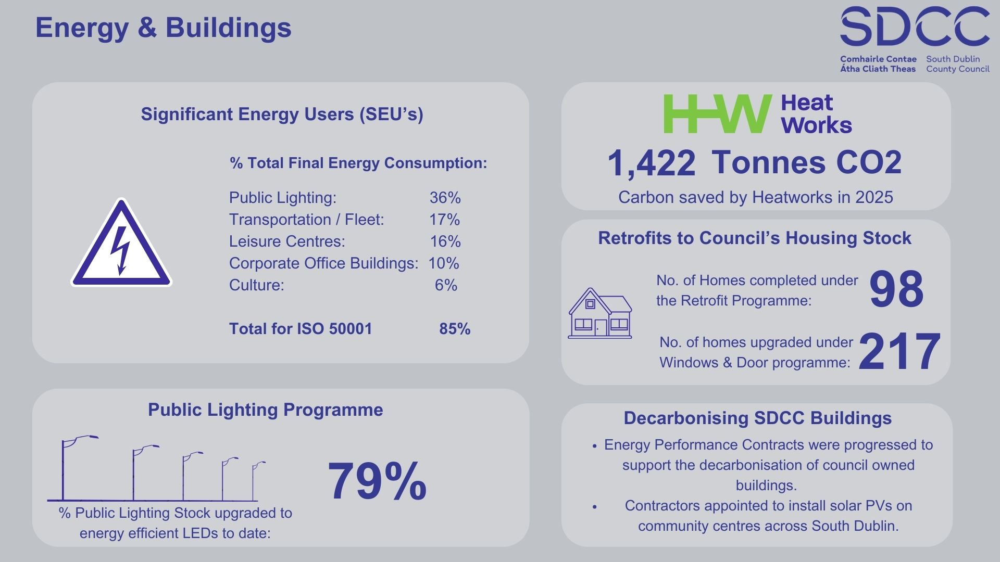 Energy & Buildings
SDCC
Comhairle Contae
Átha Cliath Theas
South Dublin
County Council
Significant Energy Users (SEU’s)
% Total Final Energy Consumption:
Public Lighting: 36%
Transportation / Fleet: 17%
Leisure Centres: 16%
Corporate Office Buildings: 10%
Culture: 6%
Total for ISO 50001 85%
Public Lighting Programme
79%
% Public Lighting Stock upgraded to
energy efficient LEDs to date:
HW Heat
Works
1,422 Tonnes CO2
Carbon saved by Heatworks in 2025
Retrofits to Council’s Housing Stock
No. of Homes completed under
the Retrofit Programme:
98
No. of homes upgraded under
Windows & Door programme:
217
Decarbonising SDCC Buildings
• Energy Performance Contracts were progressed to
support the decarbonisation of council owned
buildings.
• Contractors appointed to install solar PVs on
community centres across South Dublin.